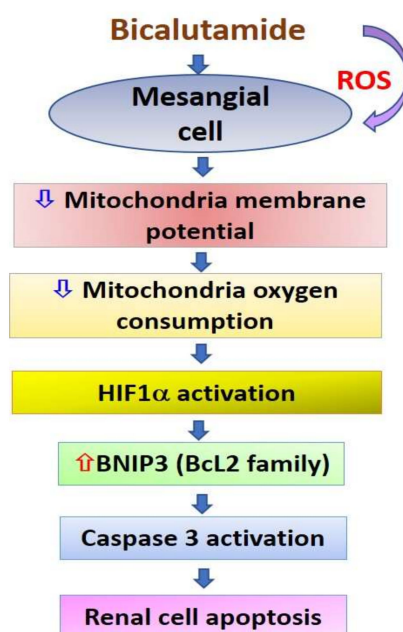 Bicalutamide
ROS
Mesangial
cell
⇩ Mitochondria membrane
potential
⇩ Mitochondria oxygen
consumption
HIF1α activation
⇧BNIP3 (BcL2 family)
Caspase 3 activation
Renal cell apoptosis